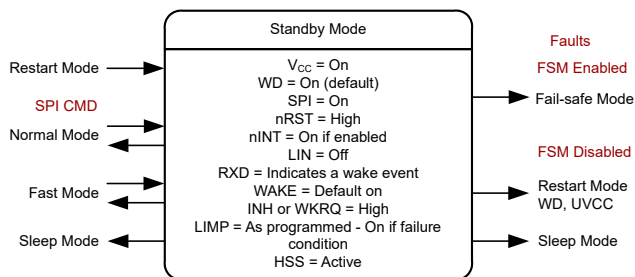 Standby Mode
V_CC = On
WD = On (default)
SPI = On
nRST = High
nINT = On if enabled
LIN = Off
RXD = Indicates a wake event
WAKE = Default on
INH or WKRQ = High
LIMP = As programmed - On if failure
condition
HSS = Active
Restart Mode
SPI CMD
Normal Mode
Fast Mode
Sleep Mode
Faults
FSM Enabled
Fail-safe Mode
FSM Disabled
Restart Mode
WD, UVCC
Sleep Mode